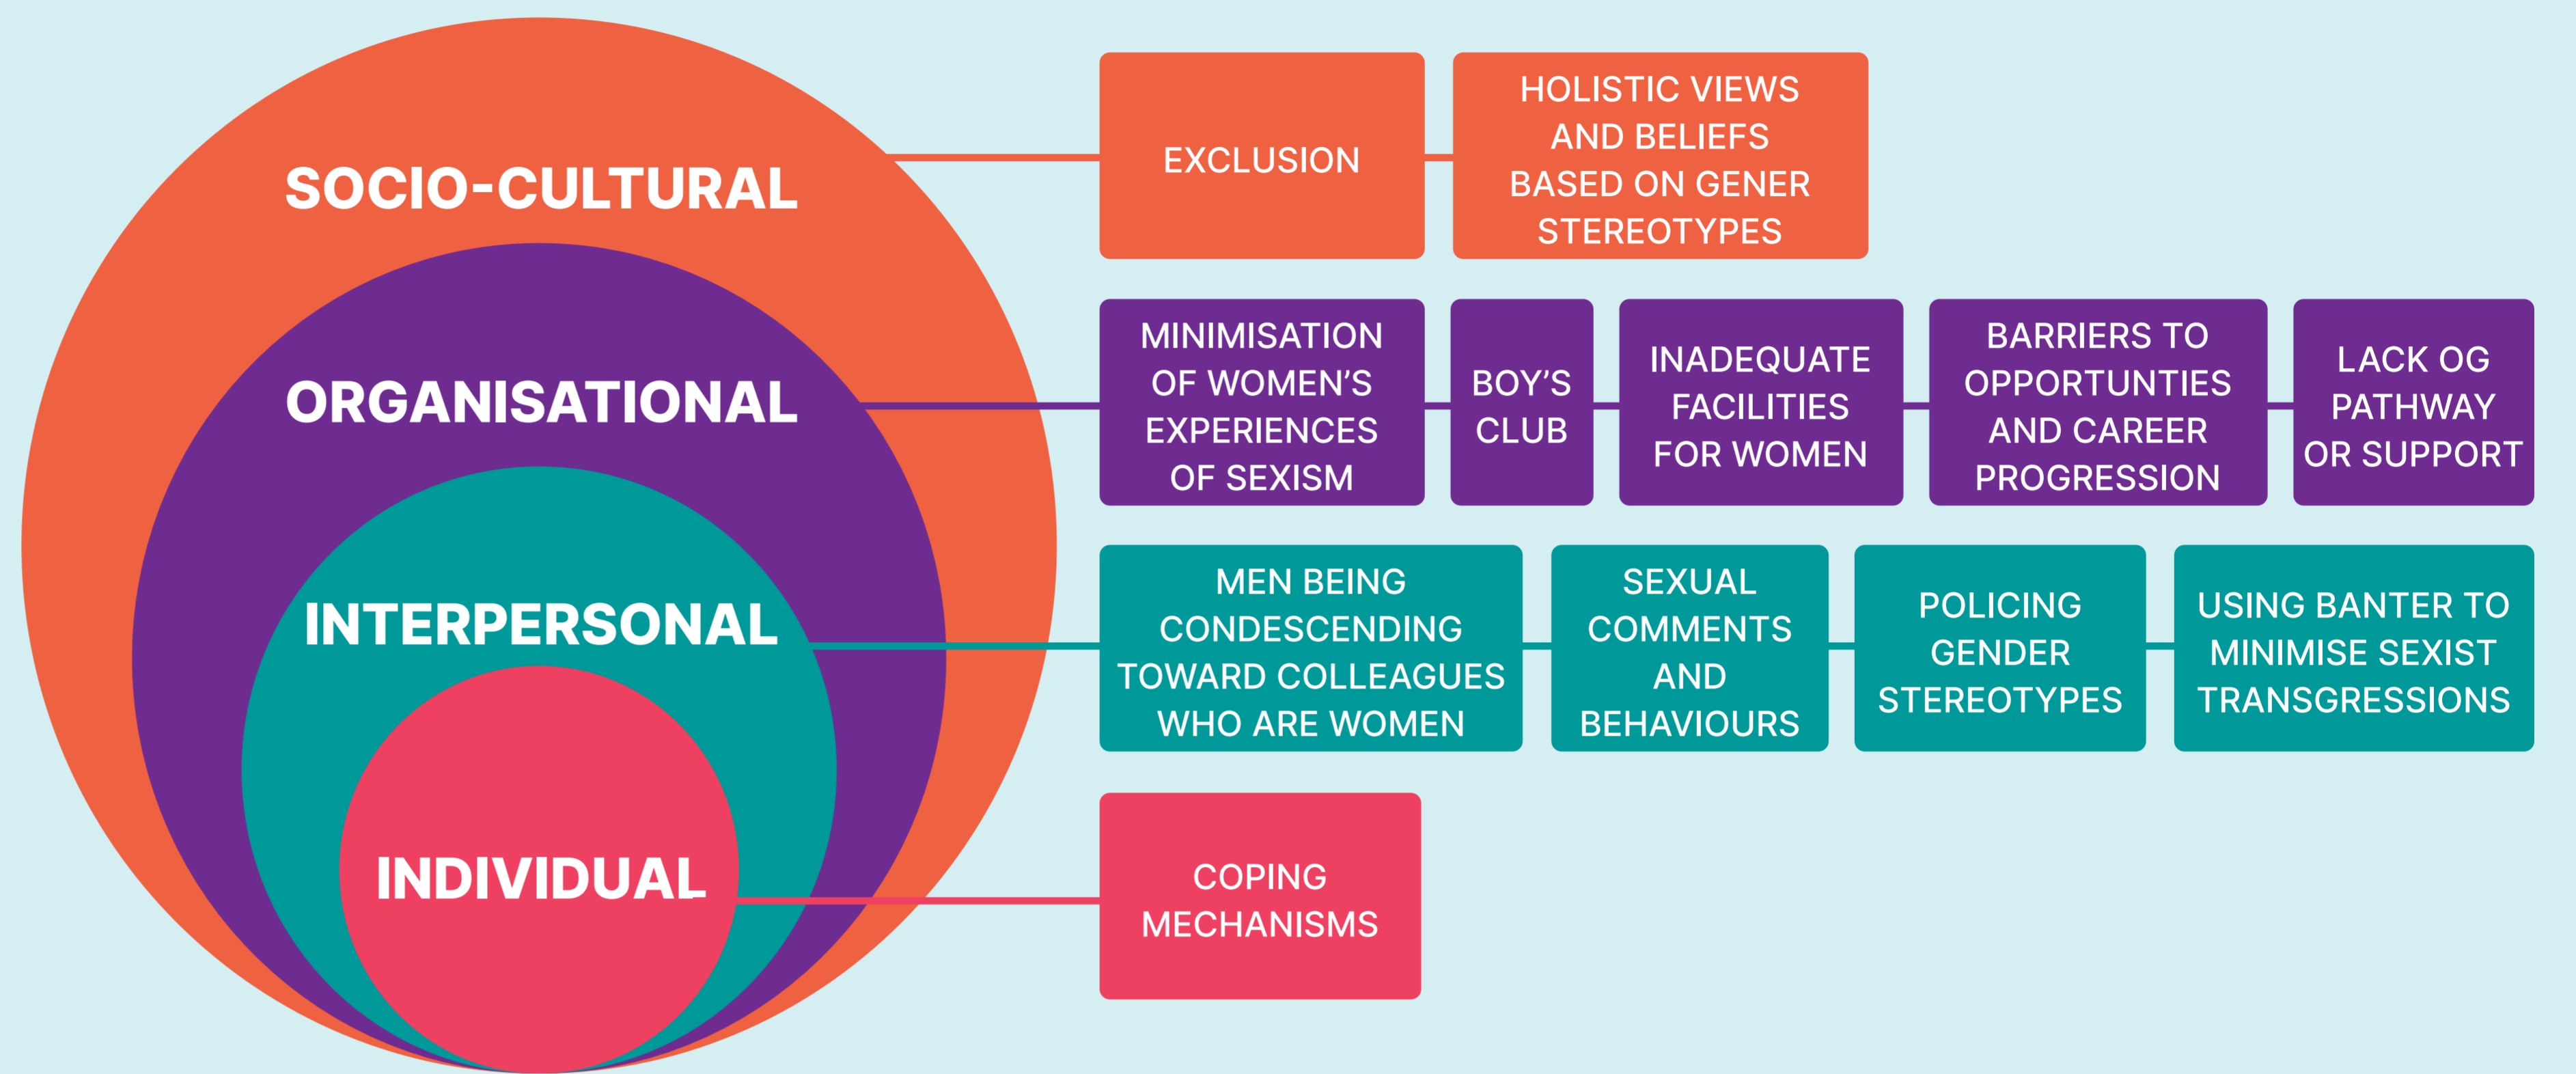 SOCIO-CULTURAL
EXCLUSION
HOLISTIC VIEWS
AND BELIEFS
BASED ON GENER
STEREOTYPES
ORGANISATIONAL
MINIMISATION
OF WOMEN’S
EXPERIENCES
OF SEXISM
BOY’S
CLUB
INADEQUATE
FACILITIES
FOR WOMEN
BARRIERS TO
OPPORTUNTIES
AND CAREER
PROGRESSION
LACK OG
PATHWAY
OR SUPPORT
INTERPERSONAL
MEN BEING
CONDESCENDING
TOWARD COLLEAGUES
WHO ARE WOMEN
SEXUAL
COMMENTS
AND
BEHAVIOURS
POLICING
GENDER
STEREOTYPES
USING BANTER TO
MINIMISE SEXIST
TRANSGRESSIONS
INDIVIDUAL
COPING
MECHANISMS